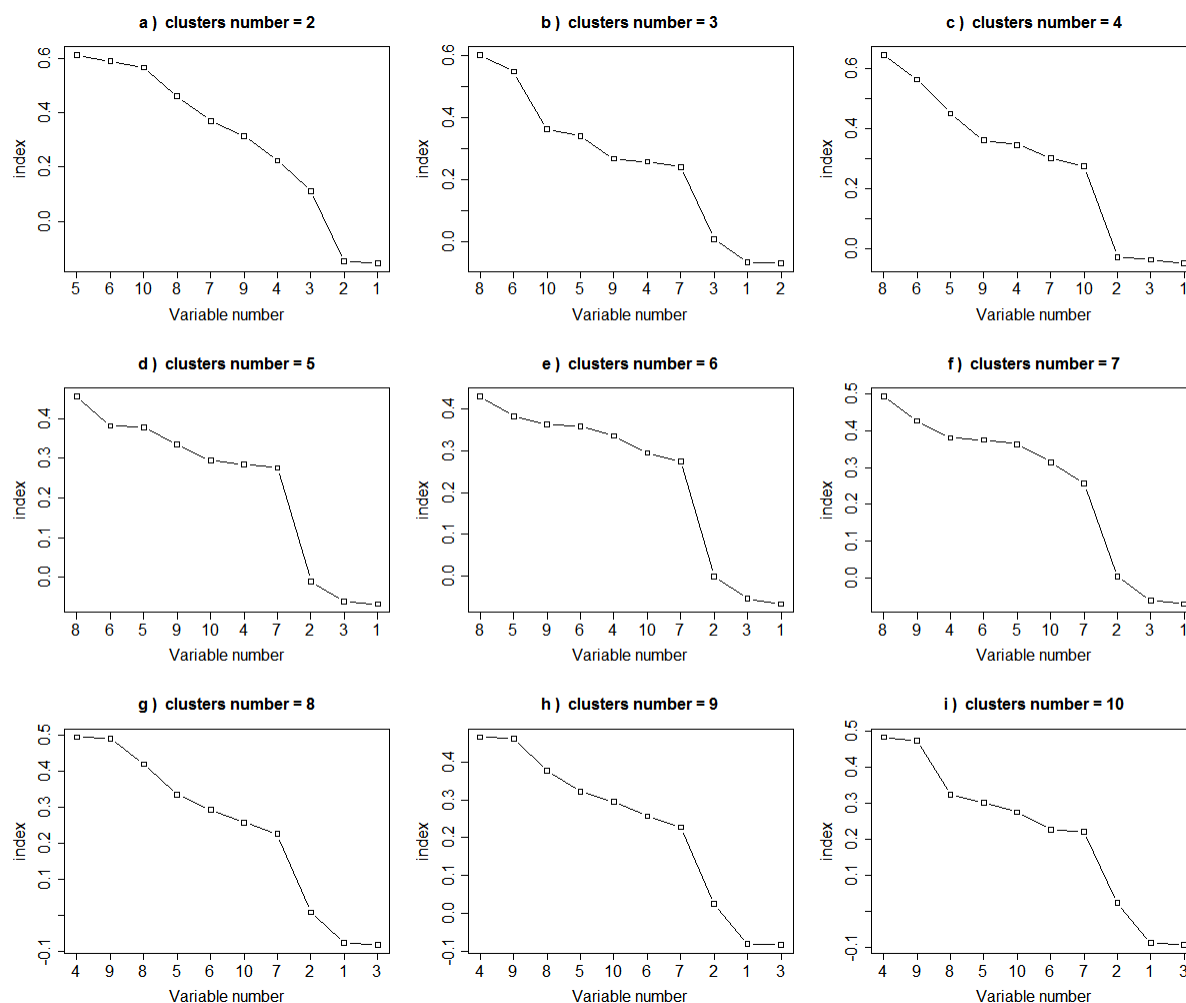 a ) clusters number = 2
index
0.0 0.2 0.4 0.6
5 6 10 8 7 9 4 3 2 1
Variable number
b ) clusters number = 3
index
0.0 0.2 0.4 0.6
8 6 10 5 9 4 7 3 1 2
Variable number
c ) clusters number = 4
index
0.0 0.2 0.4 0.6
8 6 5 9 4 7 10 2 3 1
Variable number
d ) clusters number = 5
index
0.0 0.1 0.2 0.3 0.4
8 6 5 9 10 4 7 2 3 1
Variable number
e ) clusters number = 6
index
0.0 0.1 0.2 0.3 0.4
8 5 9 6 4 10 7 2 3 1
Variable number
f ) clusters number = 7
index
0.0 0.1 0.2 0.3 0.4 0.5
8 9 4 6 5 10 7 2 3 1
Variable number
g ) clusters number = 8
index
-0.1 0.1 0.2 0.3 0.4 0.5
4 9 8 5 6 10 7 2 1 3
Variable number
h ) clusters number = 9
index
-0.1 0.0 0.1 0.2 0.3 0.4
4 9 8 5 10 6 7 2 1 3
Variable number
i ) clusters number = 10
index
-0.1 0.1 0.2 0.3 0.4 0.5
4 9 8 5 10 6 7 2 1 3
Variable number